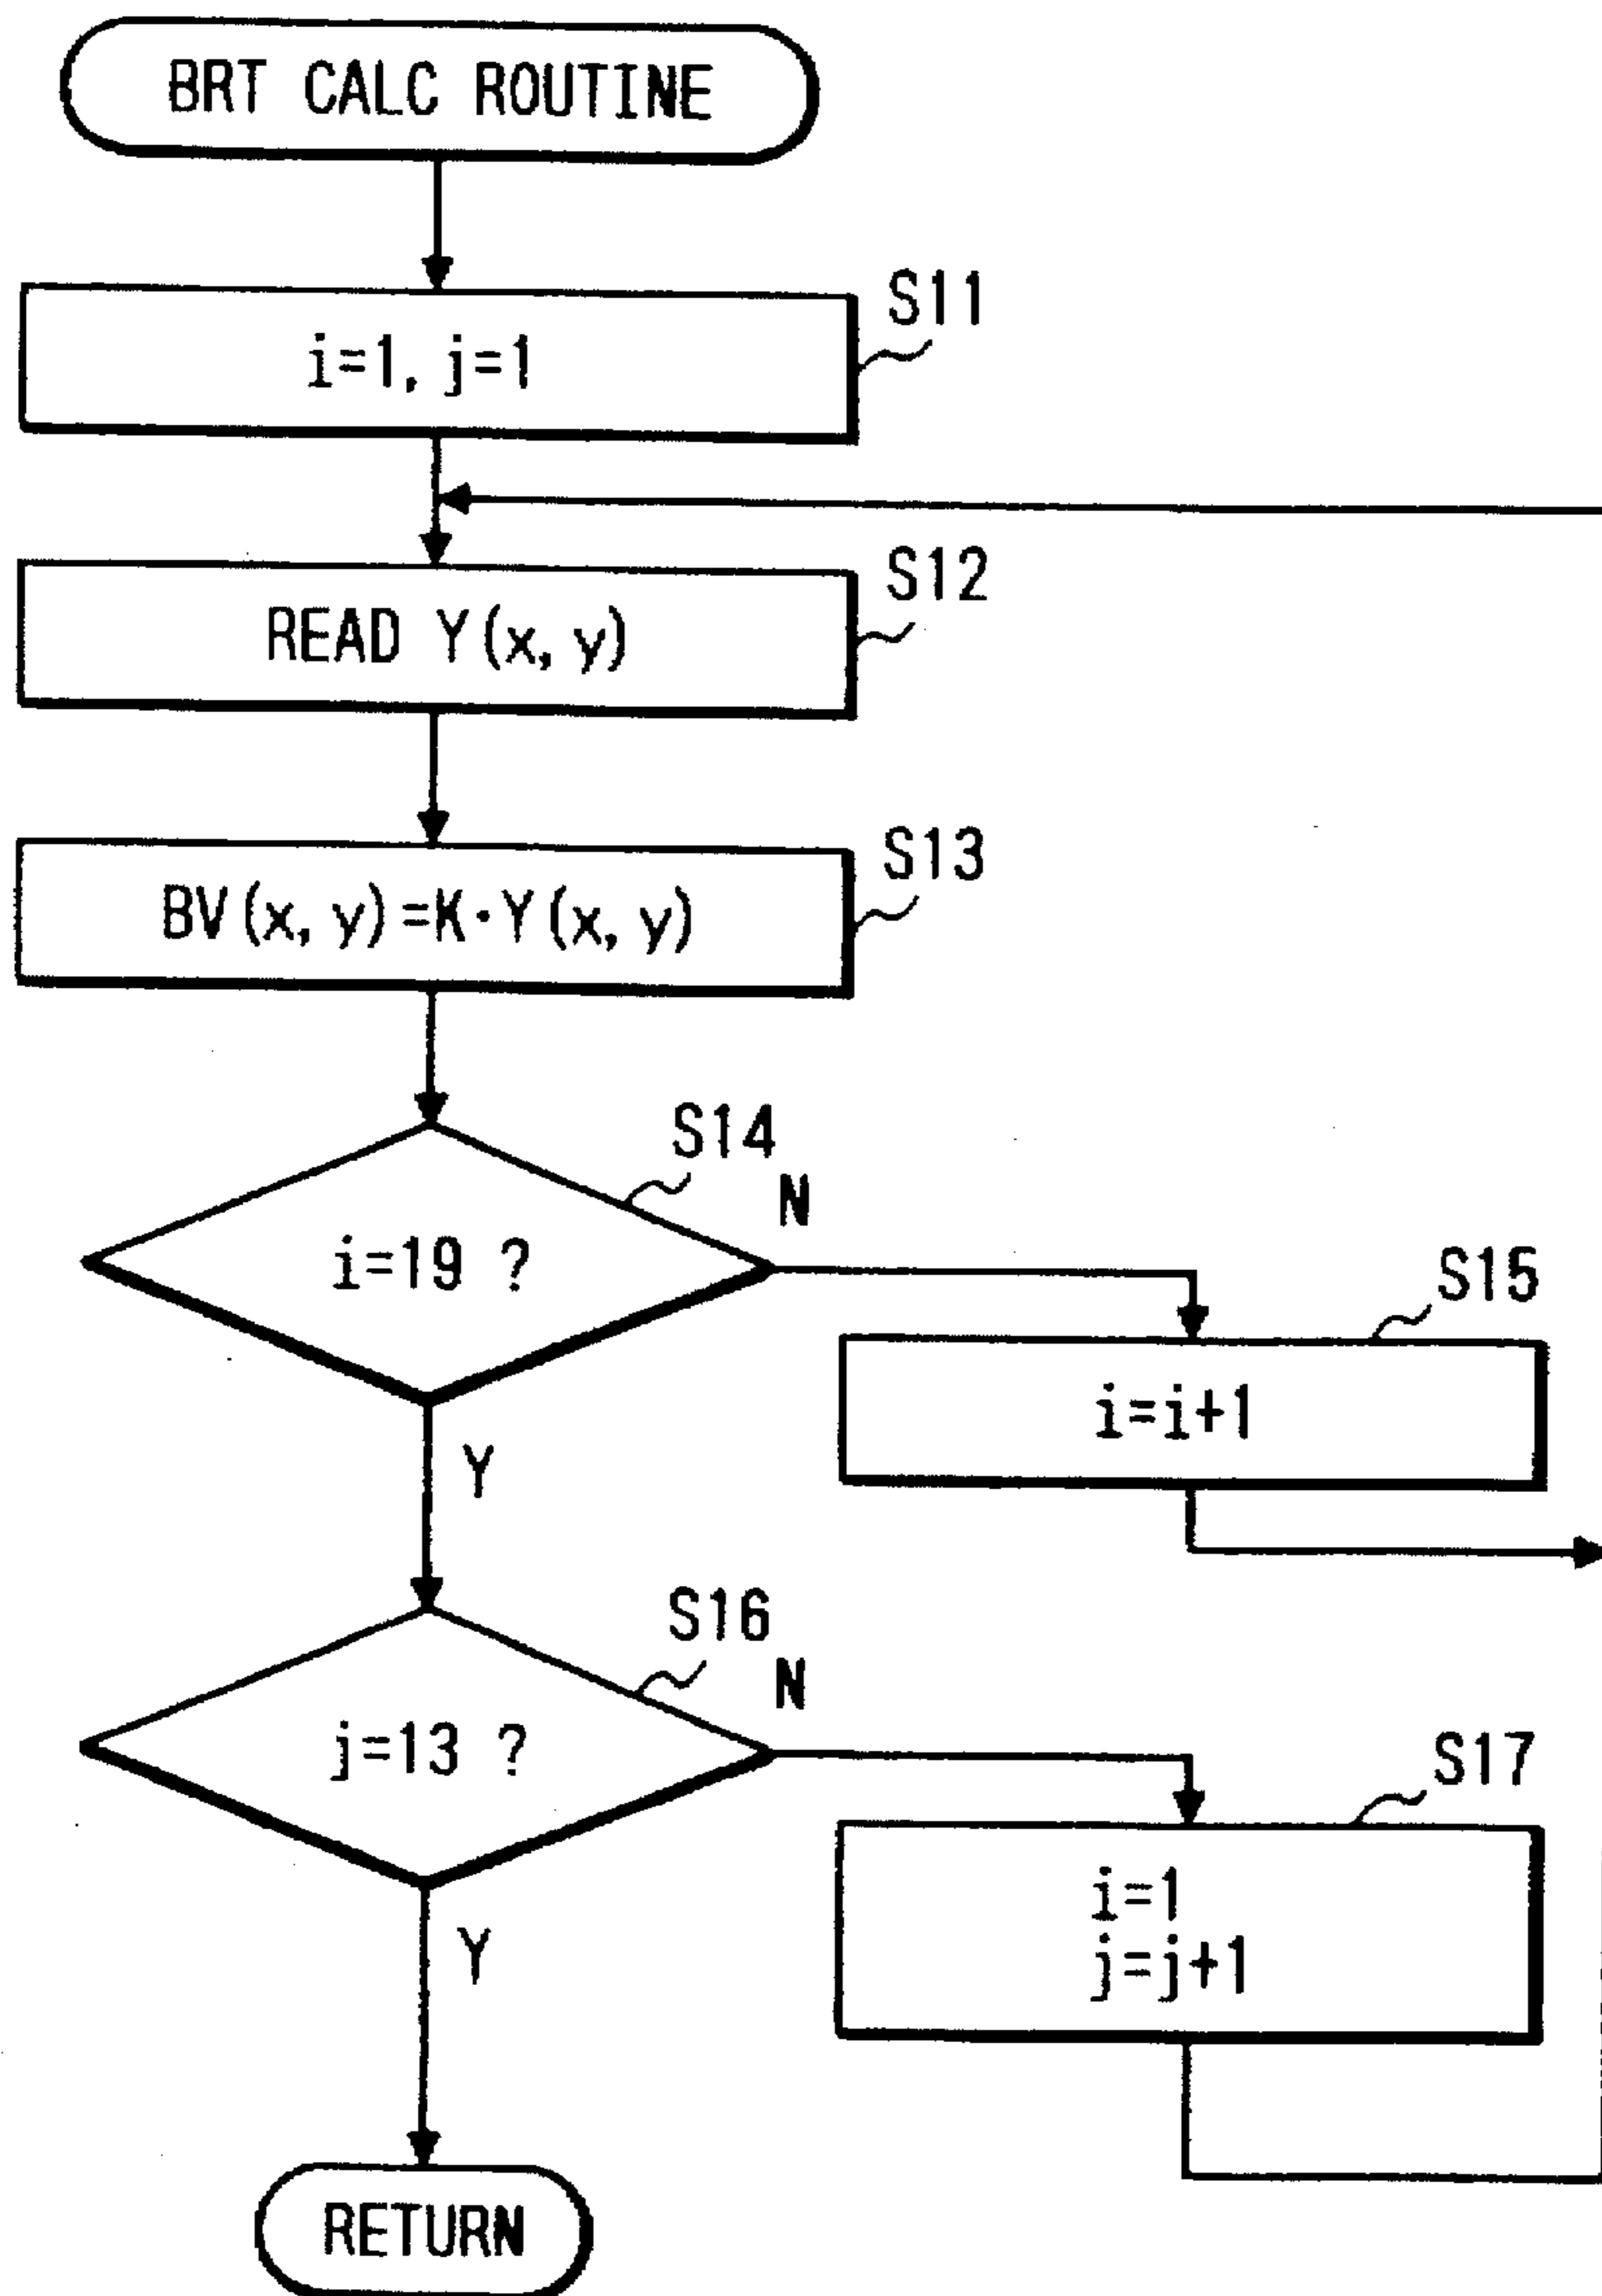 BRT CALC ROUTINE
S11
i=1, j=1
S12
READ Y(x, y)
S13
BV(x, y)=K·Y(x, y)
S14
N
i=19 ?
S15
i=i+1
Y
S16
N
j=13 ?
S17
i=1
j=j+1
Y
RETURN